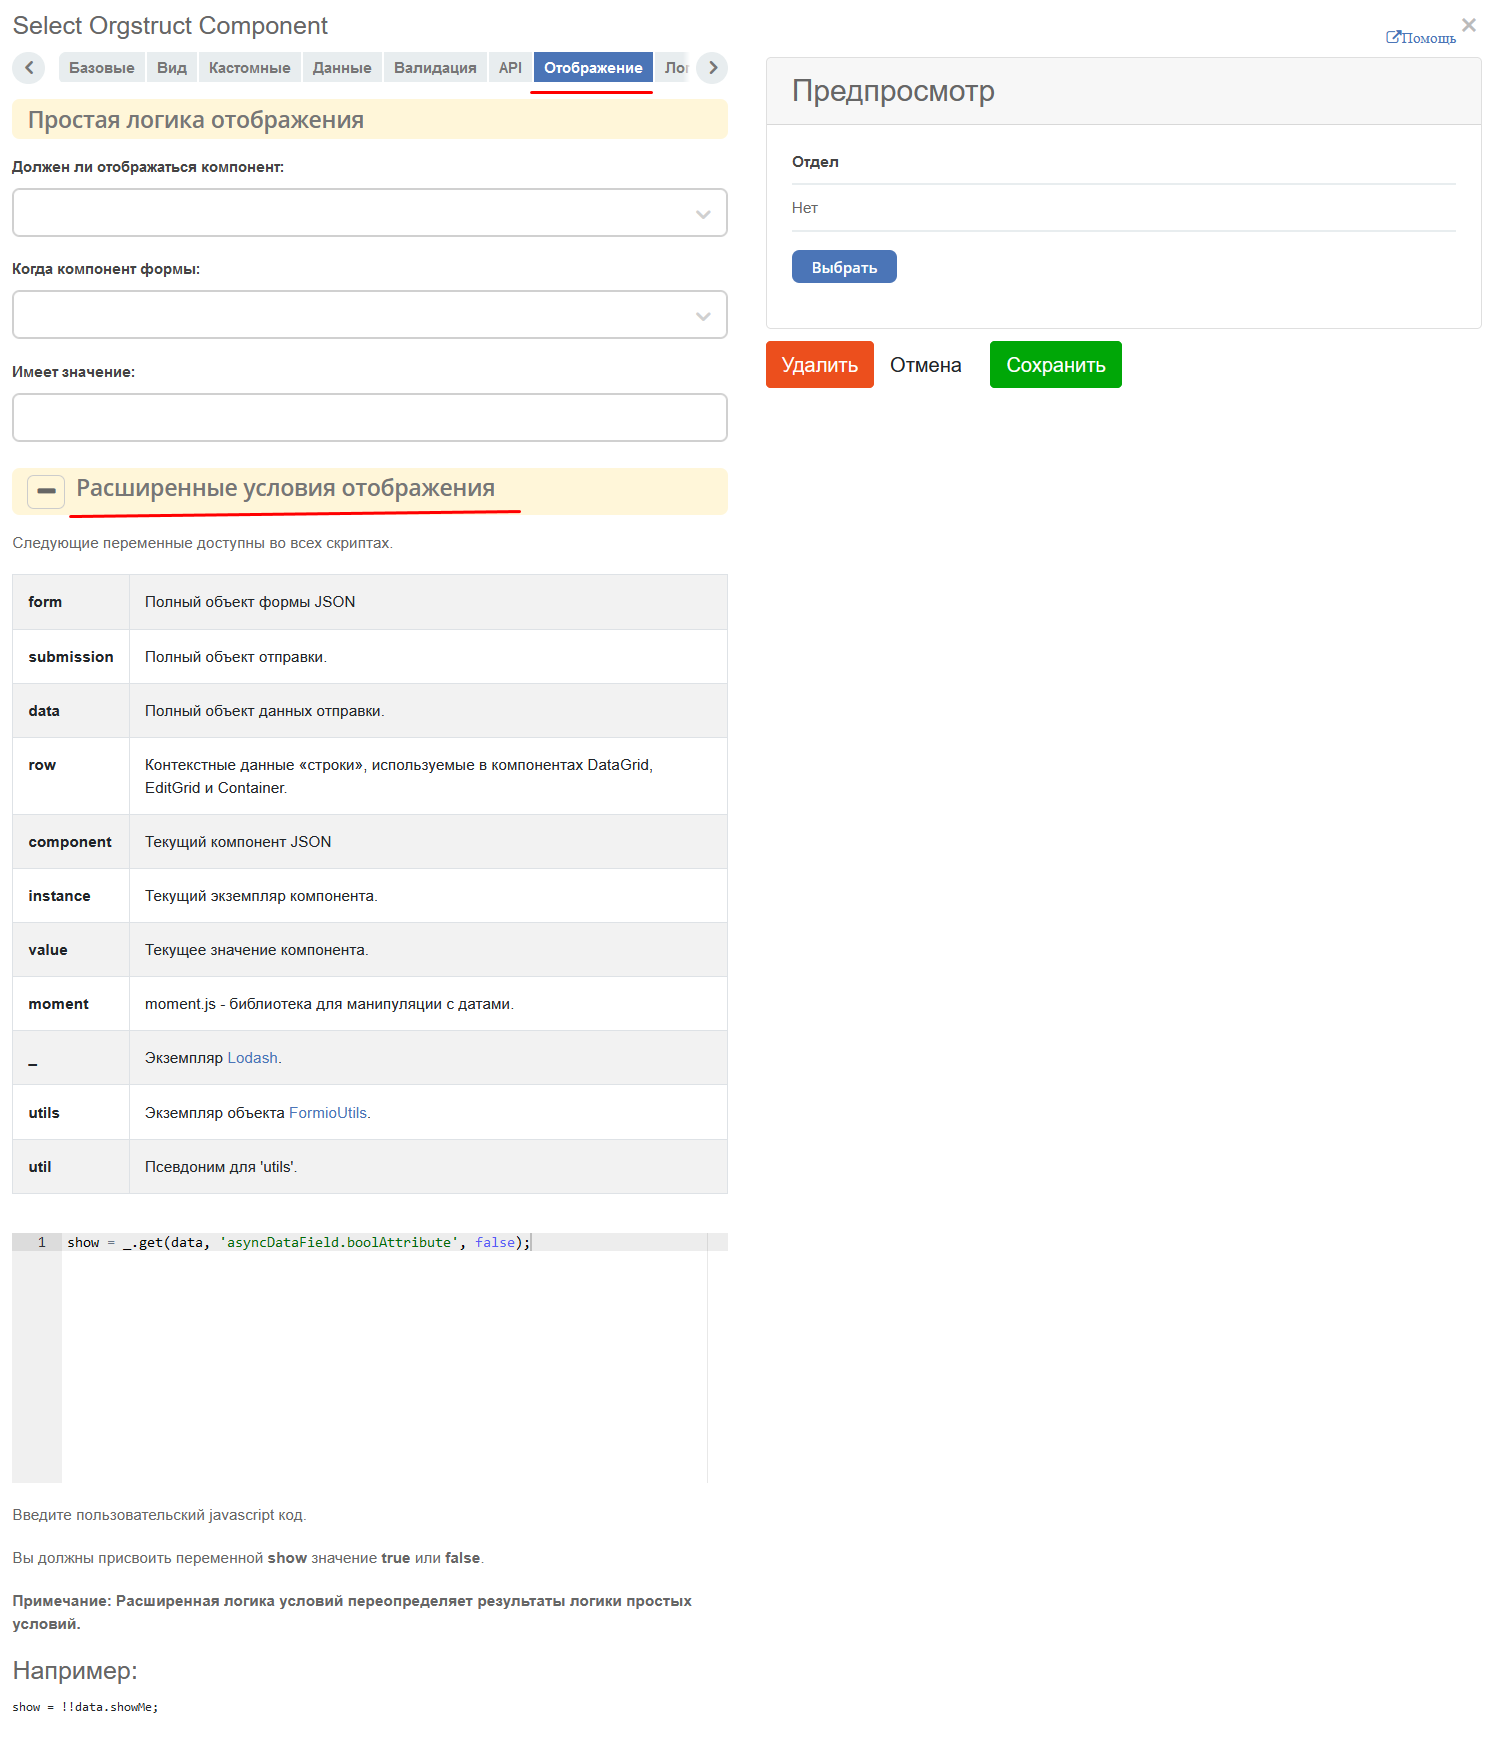 Select Orgstruct Component
Помощь
Базовые Вид Кастомные Данные Валидация API Отображение
Простая логика отображения
Должен ли отображаться компонент:
Когда компонент формы:
Имеет значение:
Расширенные условия отображения
Следующие переменные доступны во всех скриптах.
form Полный объект формы JSON
submission Полный объект отправки.
data Полный объект данных отправки.
row Контекстные данные «строки», используемые в компонентах DataGrid,
EditGrid и Container.
component Текущий компонент JSON
instance Текущий экземпляр компонента.
value Текущее значение компонента.
moment moment.js - библиотека для манипуляции с датами.
_ Экземпляр Lodash.
utils Экземпляр объекта FormioUtils.
util Псевдоним для 'utils'.
1 show = _.get(data, 'asyncDataField.boolAttribute', false);
Введите пользовательский javascript код.
Вы должны присвоить переменной show значение true или false.
Примечание: Расширенная логика условий переопределяет результаты логики простых
условий.
Например:
show = !!data.showMe;
Предпросмотр
Отдел
Нет
Выбрать
Удалить Отмена Сохранить